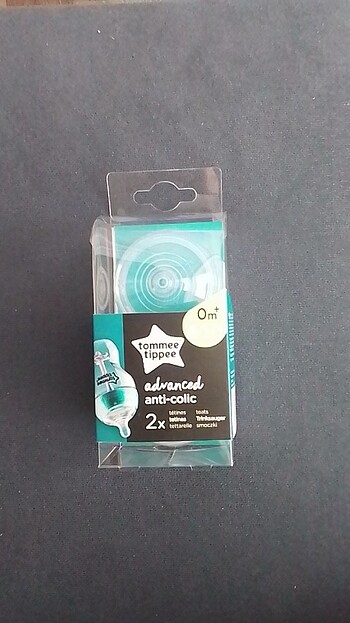 0m+
tommee
tippee
advanced
anti-colic
2x
tétines teats
tetinas Trinksauger
tettarelle smoczki